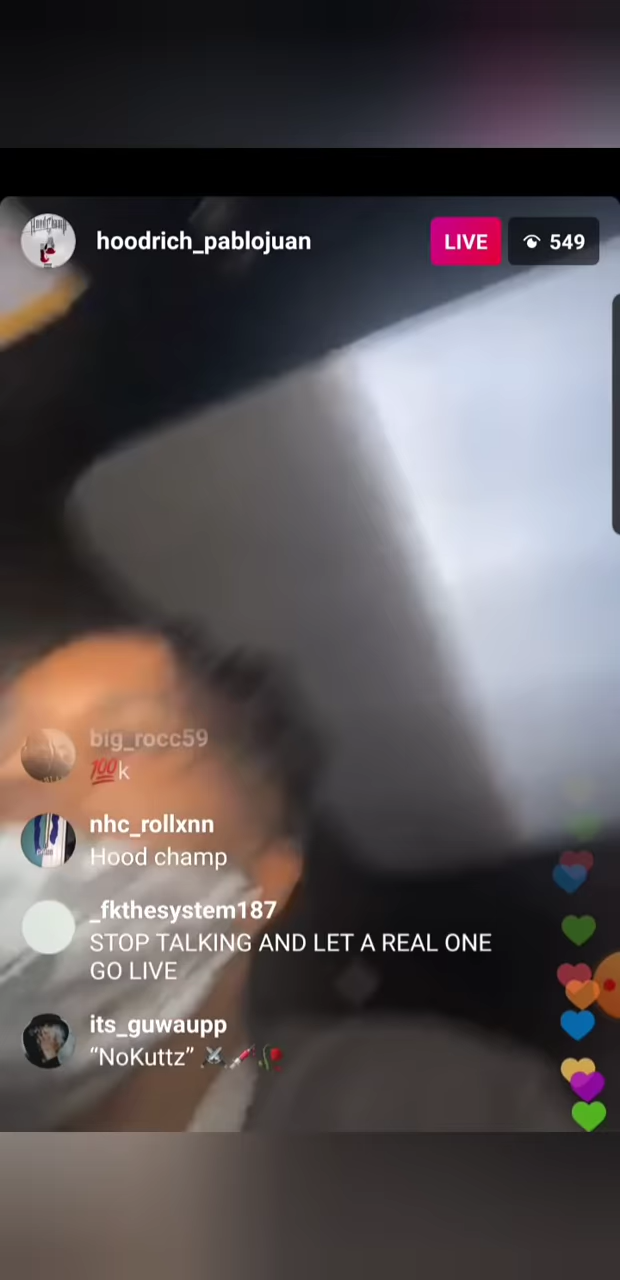 hoodrich_pablojuan
LIVE
549
big_rocc59
💯k
nhc_rollxnn
Hood champ
_fkthesystem187
STOP TALKING AND LET A REAL ONE
GO LIVE
its_guwaupp
“NoKuttz” ⚔️💉🥀